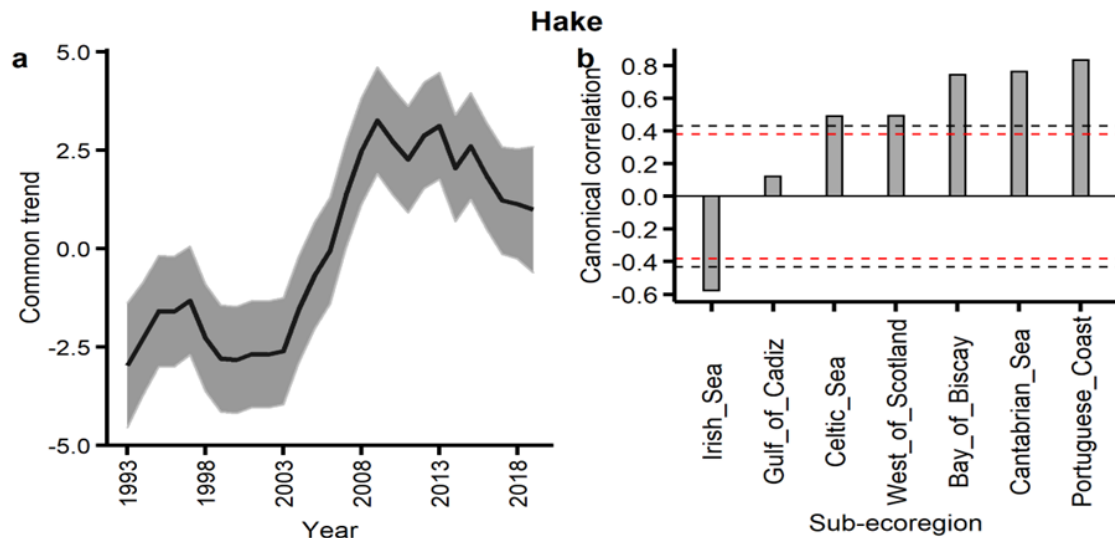 Hake
a
Common trend
5.0
2.5
0.0
-2.5
-5.0
1993
1998
2003
2008
2013
2018
Year
b
Canonical correlation
0.8
0.6
0.4
0.2
0.0
-0.2
-0.4
-0.6
Irish_Sea
Gulf_of_Cadiz
Celtic_Sea
West_of_Scotland
Bay_of_Biscay
Cantabrian_Sea
Portuguese_Coast
Sub-ecoregion